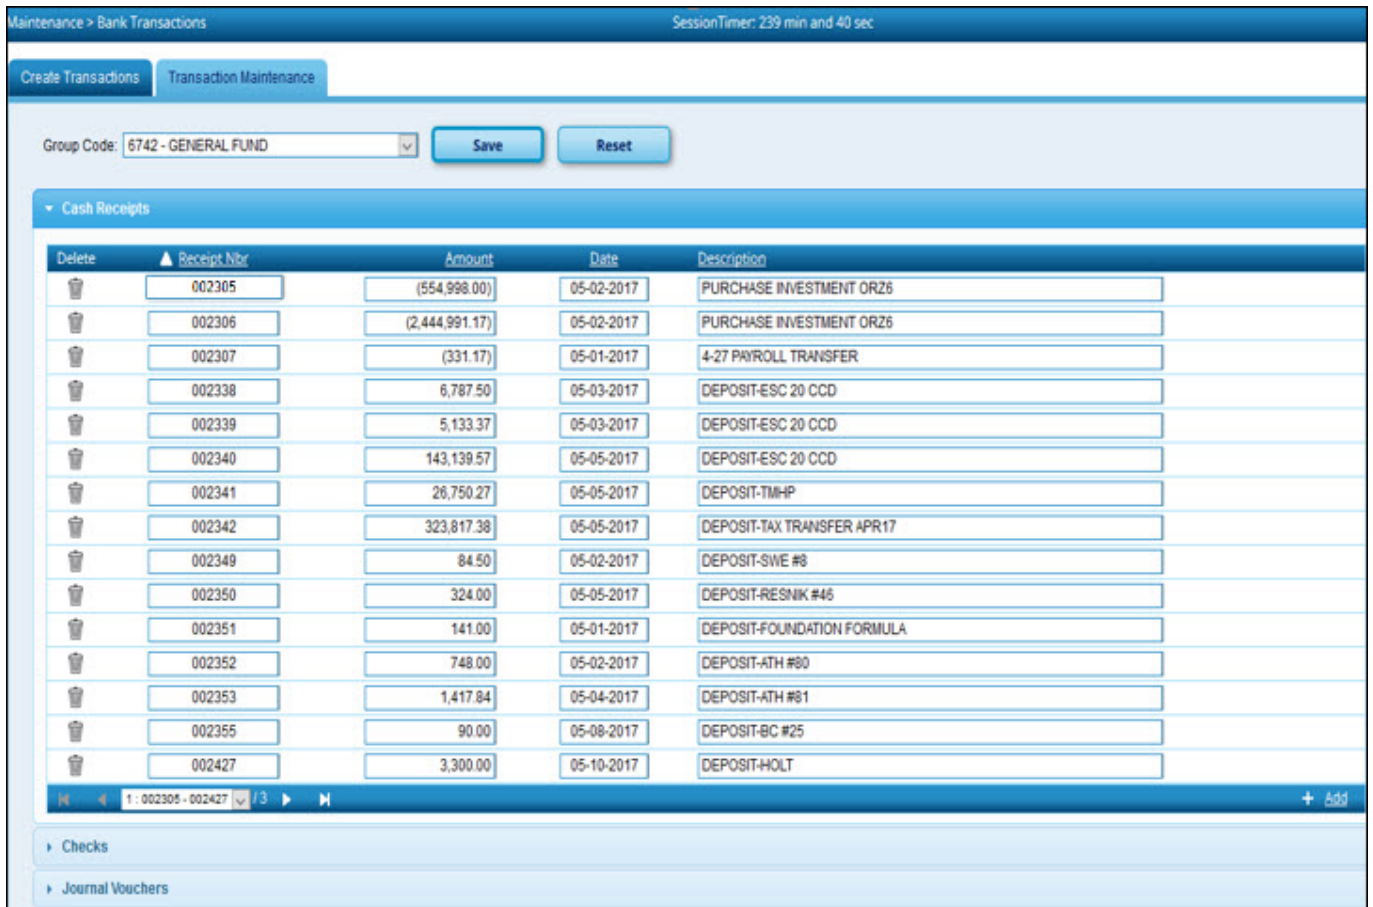 Maintenance > Bank Transactions SessionTimer: 239 min and 40 sec
Create Transactions Transaction Maintenance
Group Code: 6742 - GENERAL FUND Save Reset
Cash Receipts
Delete Receipt Nbr Amount Date Description
002305 (554,998.00) 05-02-2017 PURCHASE INVESTMENT ORZ6
002306 (2,444,991.17) 05-02-2017 PURCHASE INVESTMENT ORZ6
002307 (331.17) 05-01-2017 4-27 PAYROLL TRANSFER
002338 6,787.50 05-03-2017 DEPOSIT-ESC 20 CCD
002339 5,133.37 05-03-2017 DEPOSIT-ESC 20 CCD
002340 143,139.57 05-05-2017 DEPOSIT-ESC 20 CCD
002341 26,750.27 05-05-2017 DEPOSIT-TMHP
002342 323,817.38 05-05-2017 DEPOSIT-TAX TRANSFER APR17
002349 84.50 05-02-2017 DEPOSIT-SWE #8
002350 324.00 05-05-2017 DEPOSIT-RESNIK #46
002351 141.00 05-01-2017 DEPOSIT-FOUNDATION FORMULA
002352 748.00 05-02-2017 DEPOSIT-ATH #80
002353 1,417.84 05-04-2017 DEPOSIT-ATH #81
002355 90.00 05-08-2017 DEPOSIT-BC #25
002427 3,300.00 05-10-2017 DEPOSIT-HOLT
1 : 002305 - 002427 / 3 + Add
Checks
Journal Vouchers